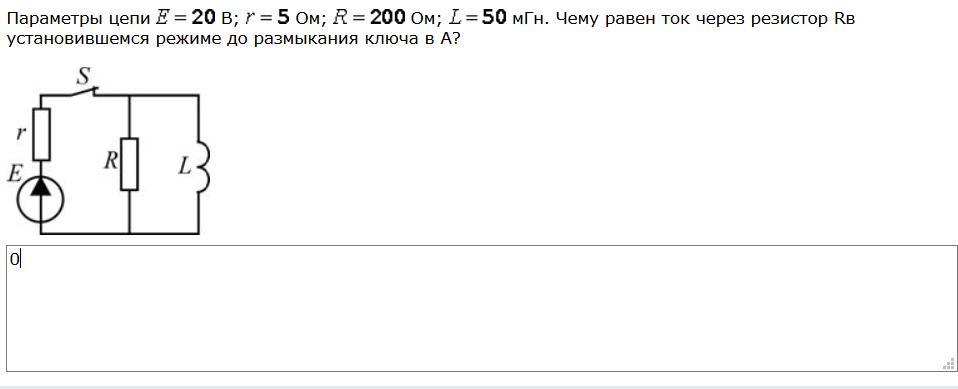 Параметры цепи E = 20 В; r = 5 Ом; R = 200 Ом; L = 50 мГн. Чему равен ток через резистор Rв
установившемся режиме до размыкания ключа в А?
S
r
R
L
E
0